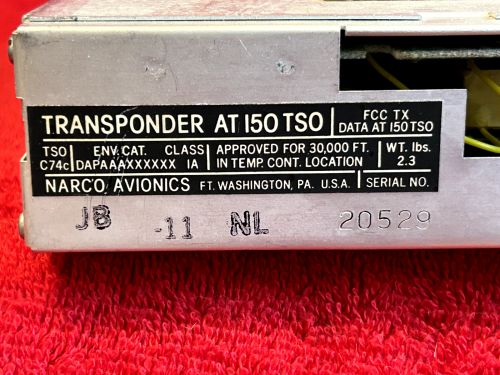 TRANSPONDER AT 150 TSO
FCC TX
DATA AT 150 TSO
TSO ENV. CAT. CLASS APPROVED FOR 30,000 FT. WT. lbs.
C74c DAPAAAXXXXXX 1A IN TEMP. CONT. LOCATION 2.3
NARCO AVIONICS FT. WASHINGTON, PA. U.S.A. SERIAL NO.
JB -11 NL 20529